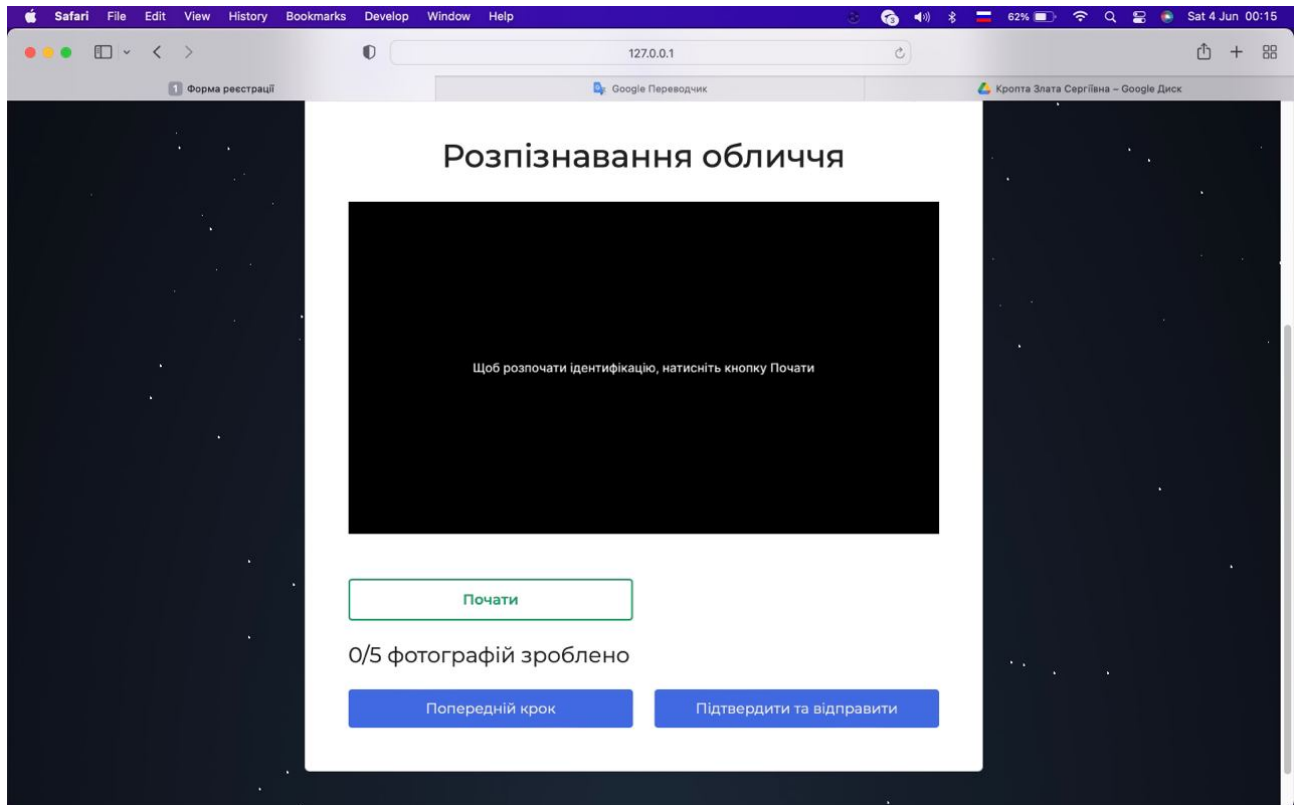 Safari File Edit View History Bookmarks Develop Window Help 62% Sat 4 Jun 00:15
127.0.0.1
1 Форма реєстрації Google Переводчик Кропта Злата Сергіївна – Google Диск
Розпізнавання обличчя
Щоб розпочати ідентифікацію, натисніть кнопку Почати
Почати
0/5 фотографій зроблено
Попередній крок Підтвердити та відправити